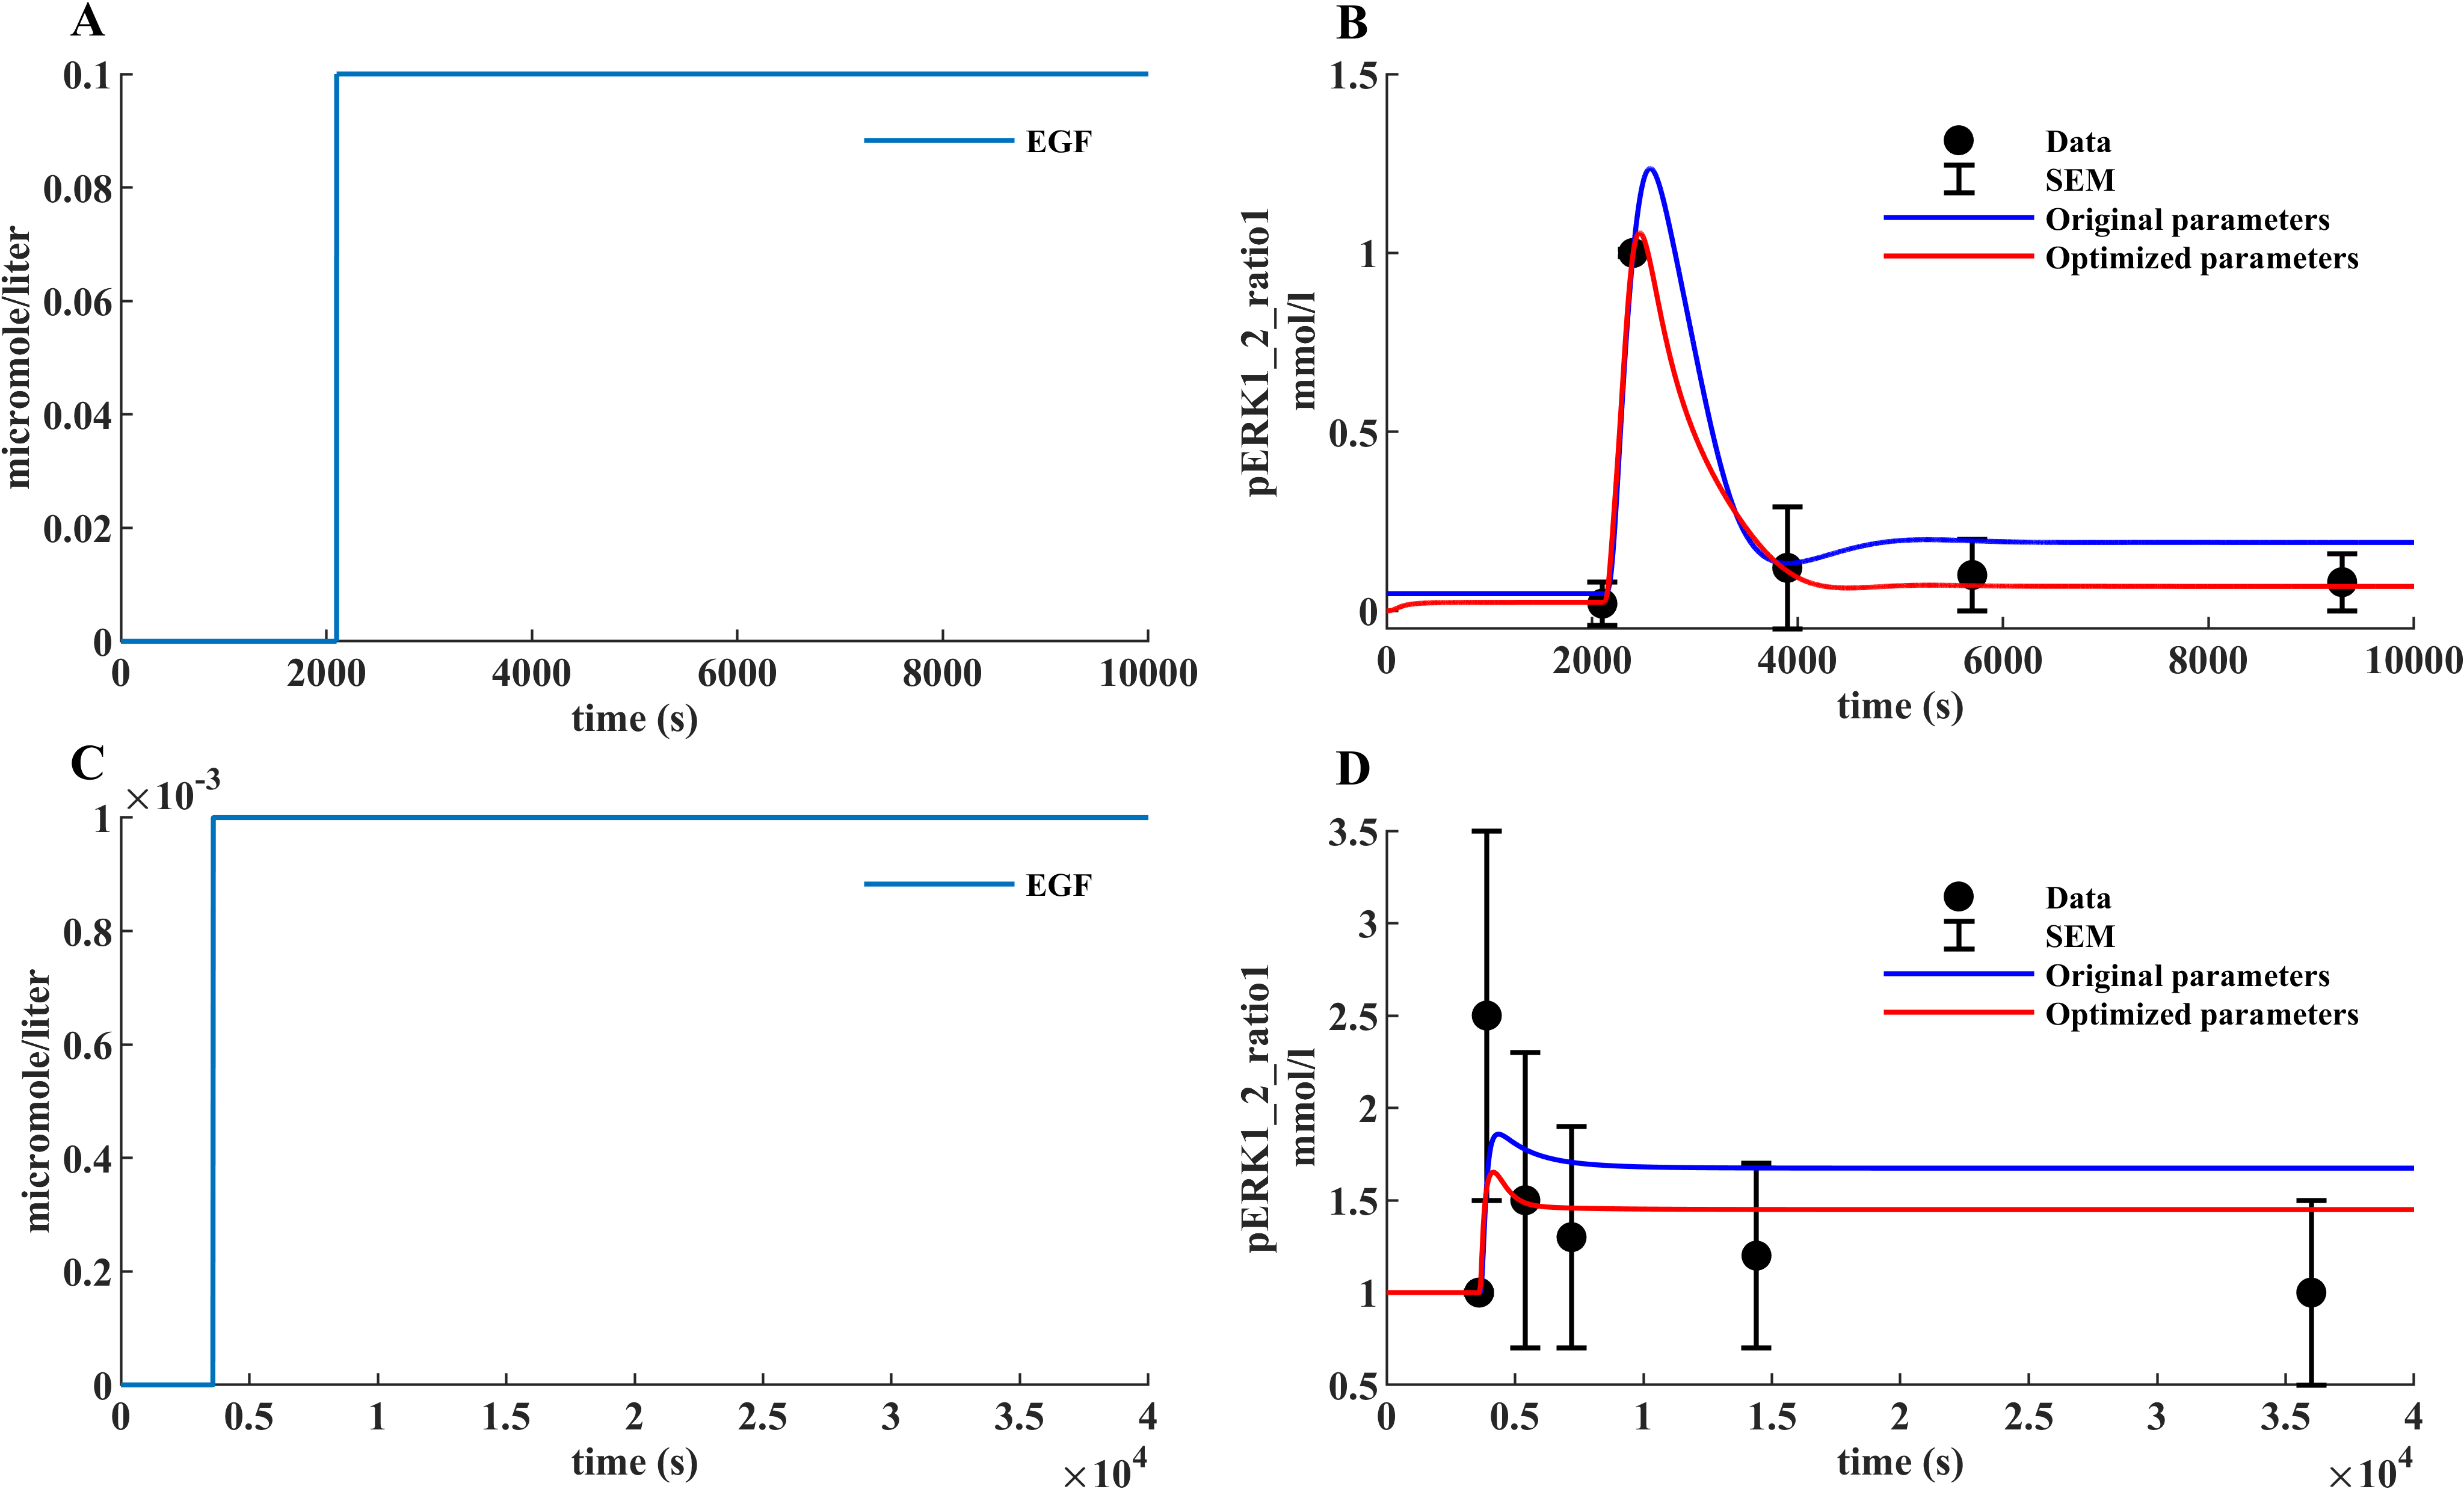 A
0.1
0.08
0.06
0.04
0.02
0
micromole/liter
EGF
0 2000 4000 6000 8000 10000
time (s)
B
1.5
1
0.5
0
pERK1_2_ratio1
mmol/l
Data
SEM
Original parameters
Optimized parameters
0 2000 4000 6000 8000 10000
time (s)
C
×10-3
1
0.8
0.6
0.4
0.2
0
micromole/liter
EGF
0 0.5 1 1.5 2 2.5 3 3.5 4
time (s)
×104
D
3.5
3
2.5
2
1.5
1
0.5
pERK1_2_ratio1
mmol/l
Data
SEM
Original parameters
Optimized parameters
0 0.5 1 1.5 2 2.5 3 3.5 4
time (s)
×104